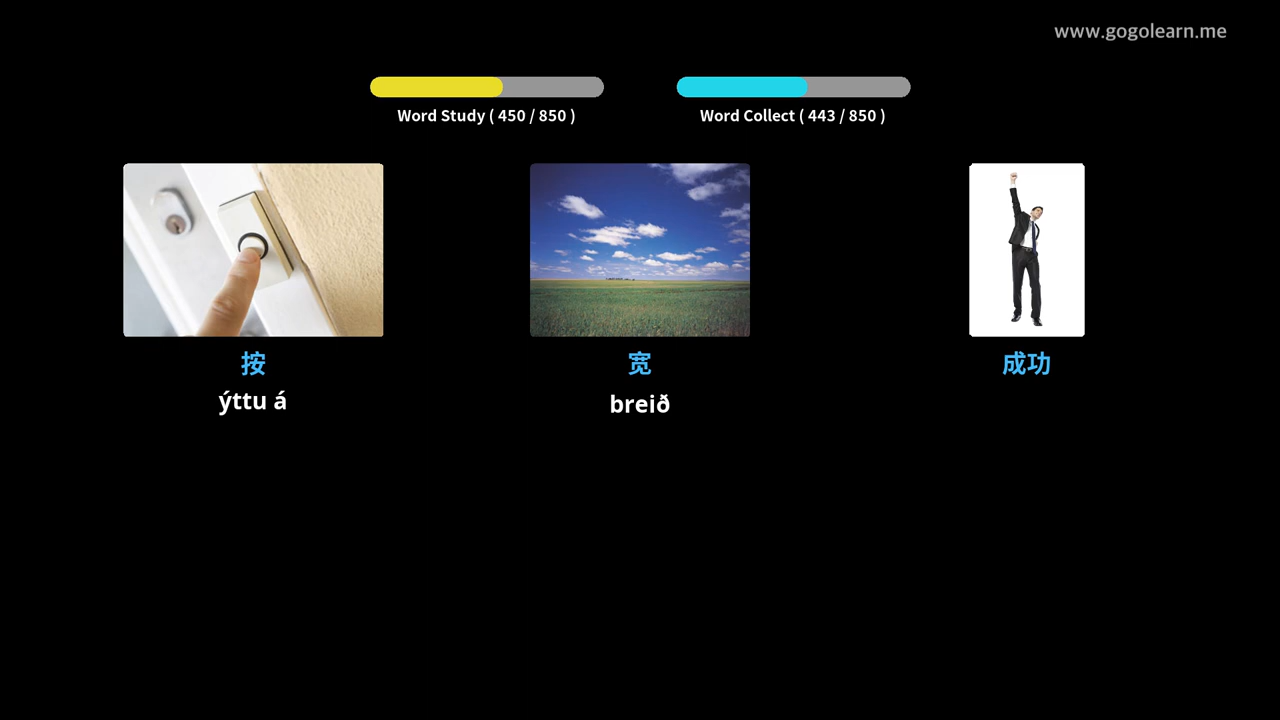 www.gogolearn.me
Word Study ( 450 / 850 )
Word Collect ( 443 / 850 )
按
宽
成功
ýttu á
breið